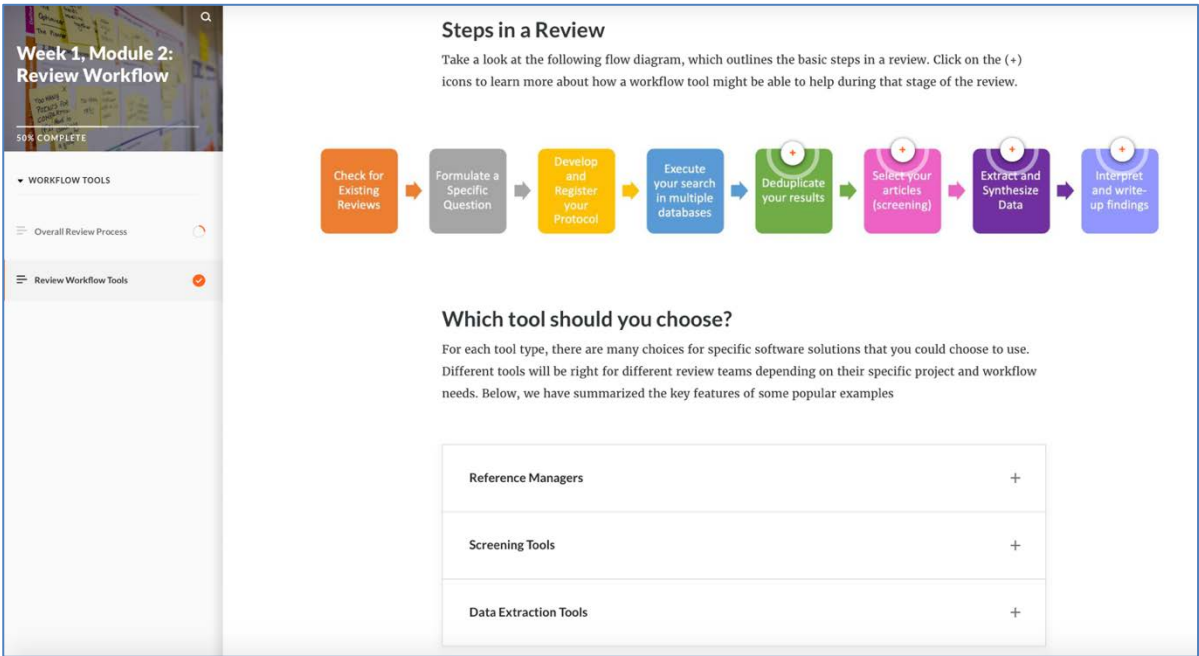 Week 1, Module 2:
Review Workflow
50% COMPLETE
WORKFLOW TOOLS
Overall Review Process
Review Workflow Tools
Steps in a Review
Take a look at the following flow diagram, which outlines the basic steps in a review. Click on the (+)
icons to learn more about how a workflow tool might be able to help during that stage of the review.
Check for
Existing
Reviews
Formulate a
Specific
Question
Develop
and
Register
your
Protocol
Execute
your search
in multiple
databases
Deduplicate
your results
Select your
articles
(screening)
Extract and
Synthesize
Data
Interpret
and write-
up findings
Which tool should you choose?
For each tool type, there are many choices for specific software solutions that you could choose to use.
Different tools will be right for different review teams depending on their specific project and workflow
needs. Below, we have summarized the key features of some popular examples
Reference Managers
Screening Tools
Data Extraction Tools